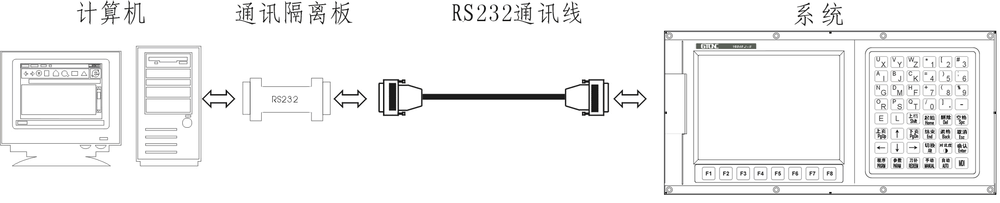 计算机
通讯隔离板
RS232通讯线
系统
RS232
GTCNC 150iMJ-II
U X V Y W Z * 1 [ 2 # 3
A I B J C K = 4 ) 5 ; 6
N G D M H F + 7 ( 8 % 9
O R P S Q T / 0 ] . -
E L 上档 Shift 起始 Home 删除 Del 空格 Spc
上页 PgUp ↑ 下页 PgDn 结束 End 退格 Back 取消 Esc
← ↓ → 切换 Alt 对比度 确认 Enter
程序 PRGRM 参数 PARAM 刀补 REDEEM 手动 MANUAL 自动 AUTO MDI
F1 F2 F3 F4 F5 F6 F7 F8